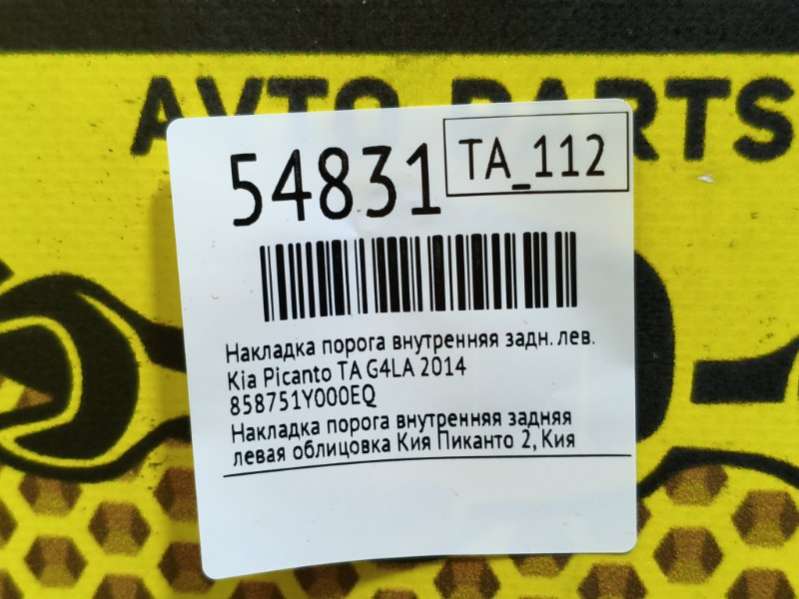 AVTO PARTS
54831
TA_112
Накладка порога внутренняя задн. лев.
Kia Picanto TA G4LA 2014
858751Y000EQ
Накладка порога внутренняя задняя
левая облицовка Кия Пиканто 2, Кия